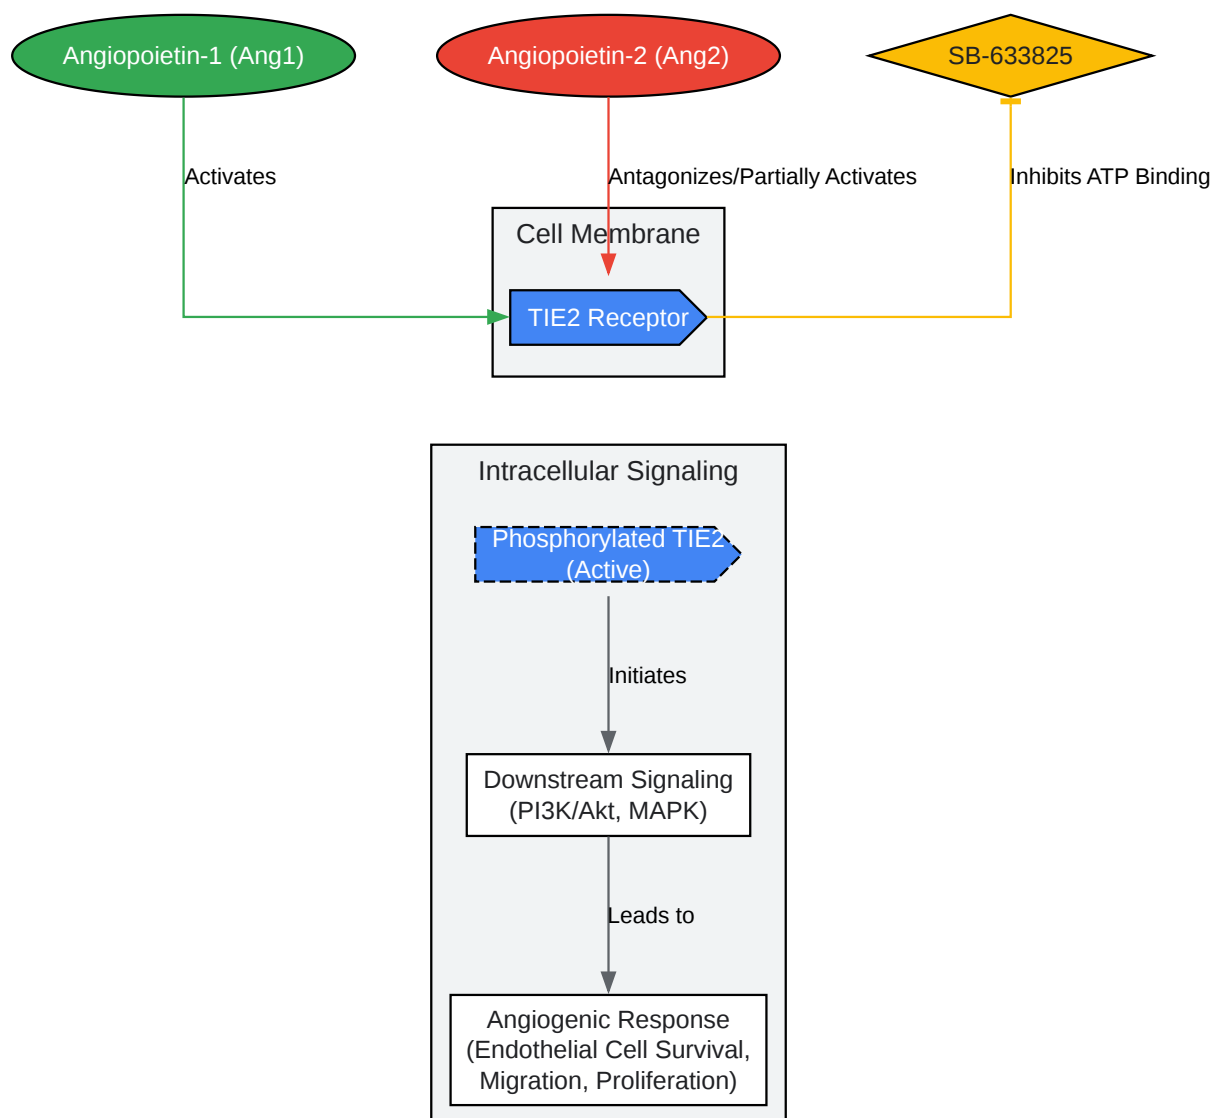 Angiopoietin-1 (Ang1)
Angiopoietin-2 (Ang2)
SB-633825
Activates
Antagonizes/Partially Activates
Inhibits ATP Binding
Cell Membrane
TIE2 Receptor
Intracellular Signaling
Phosphorylated TIE2
(Active)
Initiates
Downstream Signaling
(PI3K/Akt, MAPK)
Leads to
Angiogenic Response
(Endothelial Cell Survival,
Migration, Proliferation)